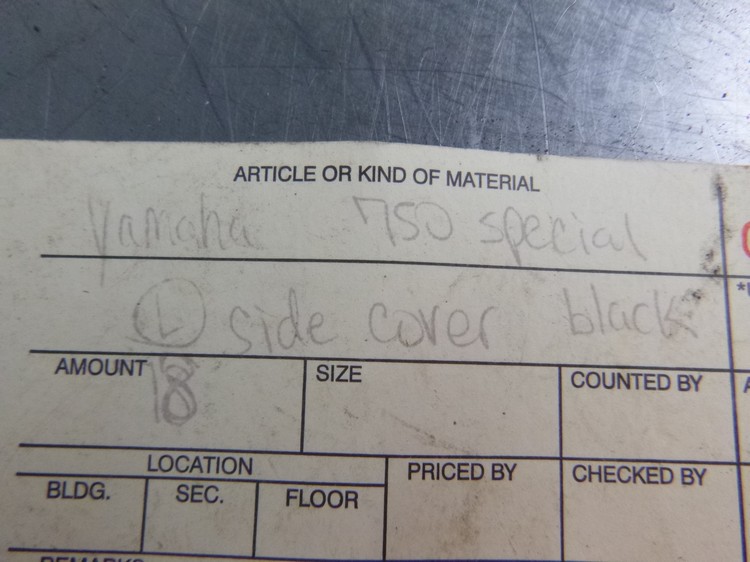 ARTICLE OR KIND OF MATERIAL
Yamaha 750 special
Ⓛ side cover black
AMOUNT 18 SIZE COUNTED BY
LOCATION PRICED BY CHECKED BY
BLDG. SEC. FLOOR
REMARKS